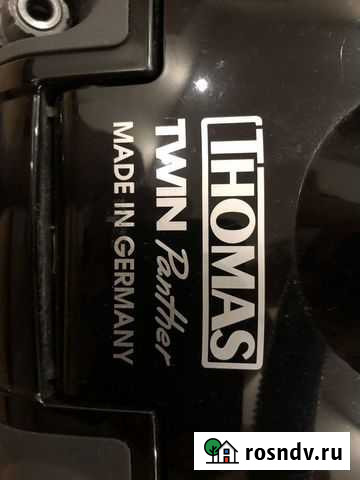 THOMAS
TWIN Panther
MADE IN GERMANY
rosndv.ru